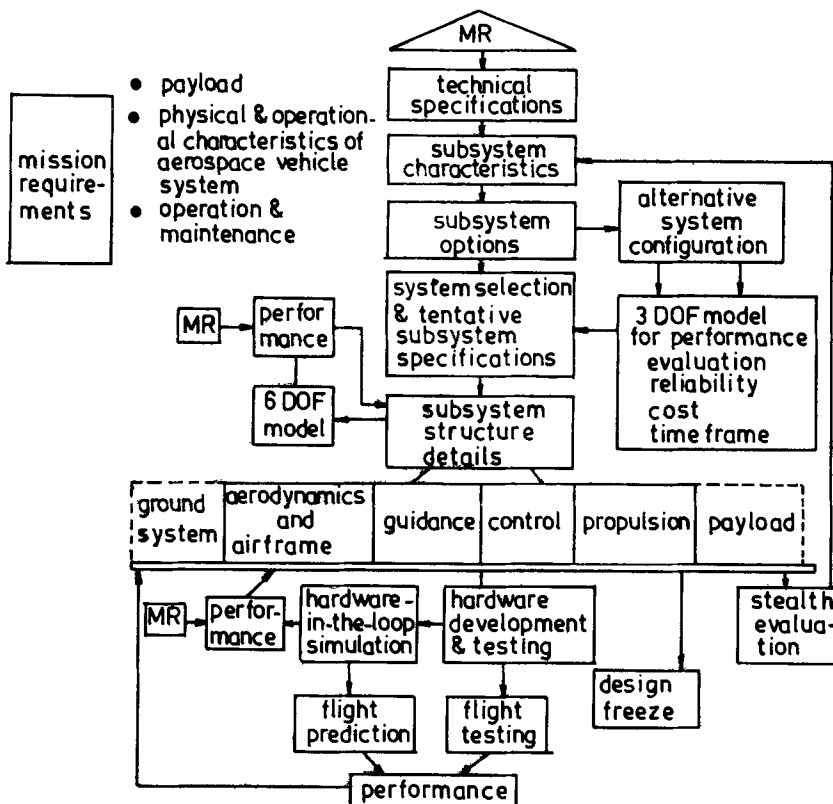 MR
technical
specifications
mission
require-
ments
• payload
• physical & operation-
al characteristics of
aerospace vehicle
system
• operation &
maintenance
subsystem
characteristics
subsystem
options
alternative
system
configuration
system selection
& tentative
subsystem
specifications
3 DOF model
for performance
evaluation
reliability
cost
time frame
MR
perfor
mance
6 DOF
model
subsystem
structure
details
ground
system
aerodynamics
and
airframe
guidance
control
propulsion
payload
MR
perfor-
mance
hardware-
in-the-loop
simulation
hardware
development
& testing
stealth
evalua-
tion
design
freeze
flight
prediction
flight
testing
performance